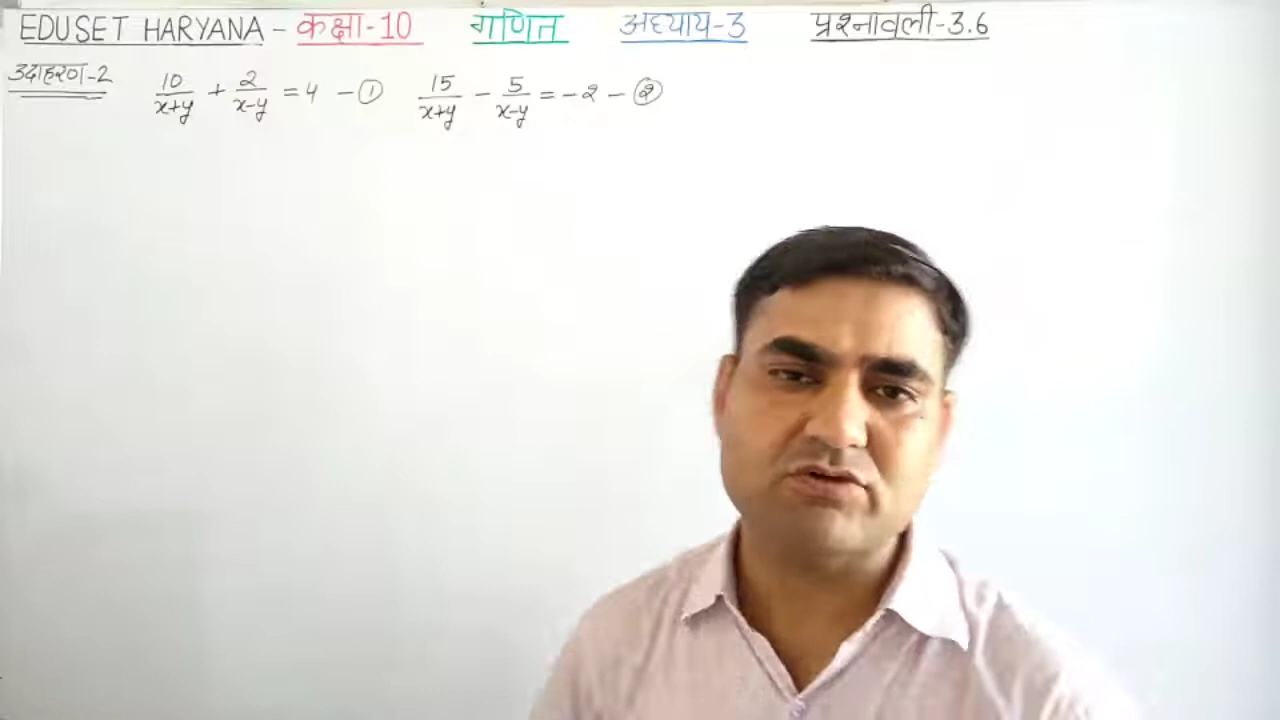 EDUSET HARYANA - कक्षा-10 गणित अध्याय-3 प्रश्नावली-3.6
उदाहरण-2 10/(x+y) + 2/(x-y) = 4 - ① 15/(x+y) - 5/(x-y) = -2 - ②